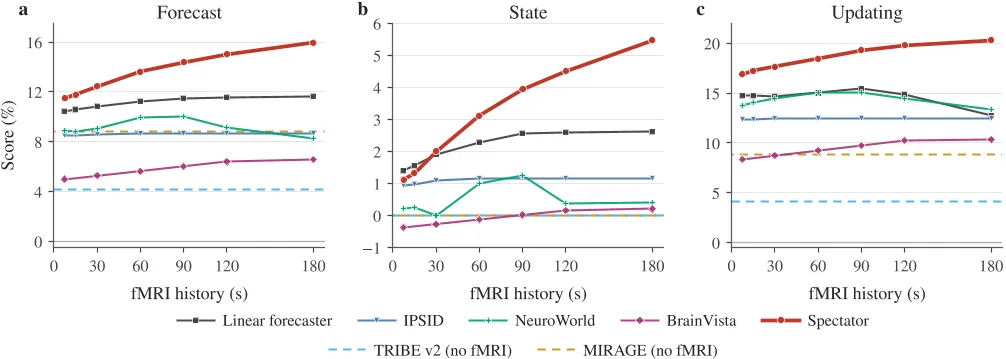 a Forecast
Score (%)
16
12
8
4
0
0 30 60 90 120 180
fMRI history (s)
b State
6
5
4
3
2
1
0
−1
0 30 60 90 120 180
fMRI history (s)
c Updating
20
15
10
5
0
0 30 60 90 120 180
fMRI history (s)
Linear forecaster IPSID NeuroWorld BrainVista Spectator
TRIBE v2 (no fMRI) MIRAGE (no fMRI)